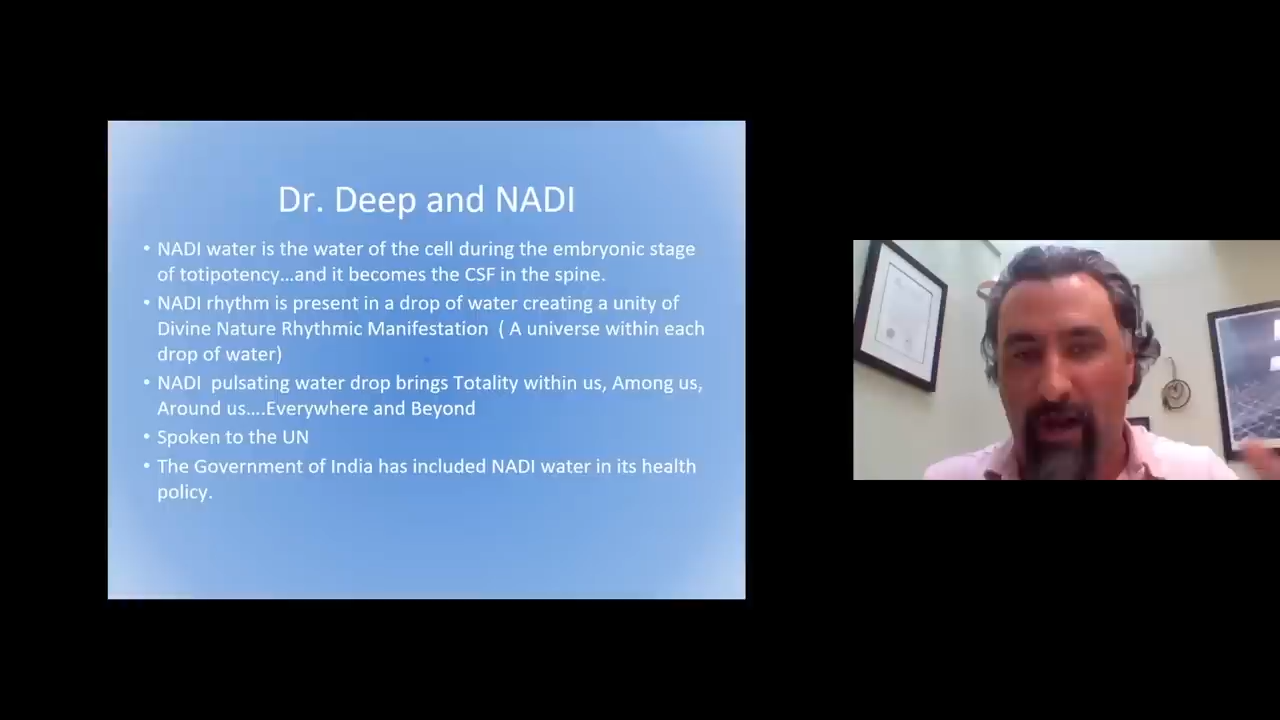 Dr. Deep and NADI
• NADI water is the water of the cell during the embryonic stage
of totipotency...and it becomes the CSF in the spine.
• NADI rhythm is present in a drop of water creating a unity of
Divine Nature Rhythmic Manifestation  ( A universe within each
drop of water)
• NADI  pulsating water drop brings Totality within us, Among us,
Around us....Everywhere and Beyond
• Spoken to the UN
• The Government of India has included NADI water in its health
policy.